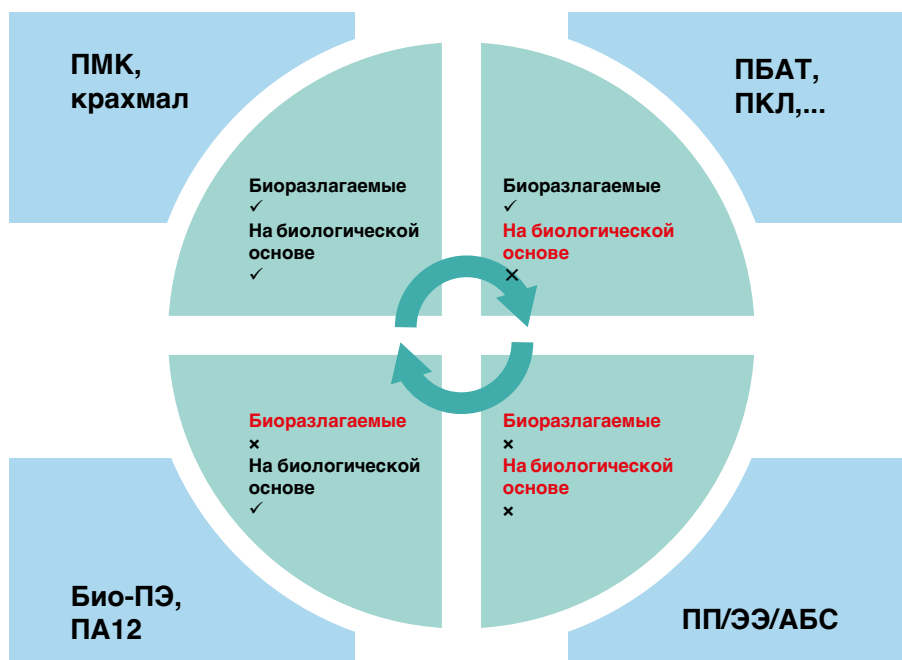 ПМК,
крахмал
ПБАТ,
ПКЛ,...
Биоразлагаемые
✓
На биологической
основе
✓
Биоразлагаемые
✓
На биологической
основе
×
Биоразлагаемые
×
На биологической
основе
✓
Биоразлагаемые
×
На биологической
основе
×
Био-ПЭ,
ПА12
ПП/ЭЭ/АБС